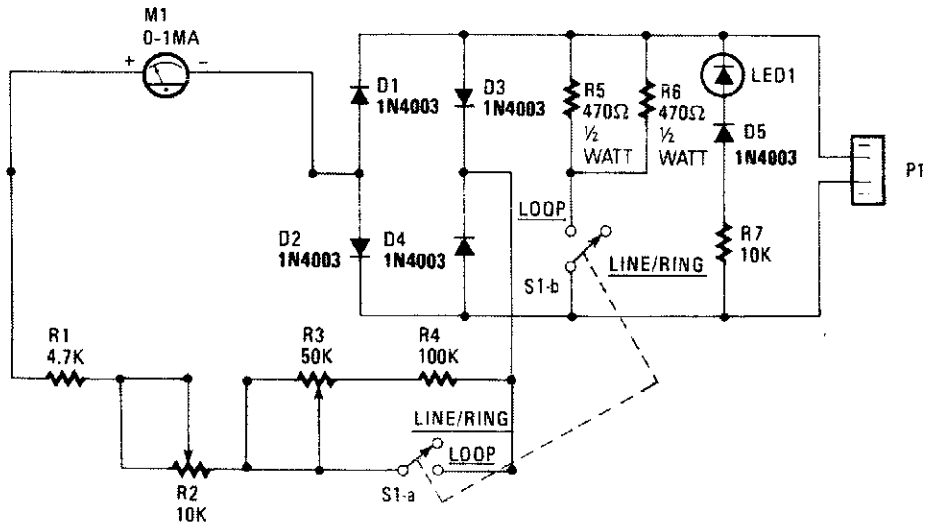 M1
0-1MA
+
−
D1
1N4003
D3
1N4003
R5
470Ω
½
WATT
R6
470Ω
½
WATT
LED1
D5
1N4003
P1
D2
1N4003
D4
1N4003
LOOP
LINE/RING
S1-b
R7
10K
R1
4.7K
R3
50K
R4
100K
LINE/RING
LOOP
S1-a
R2
10K